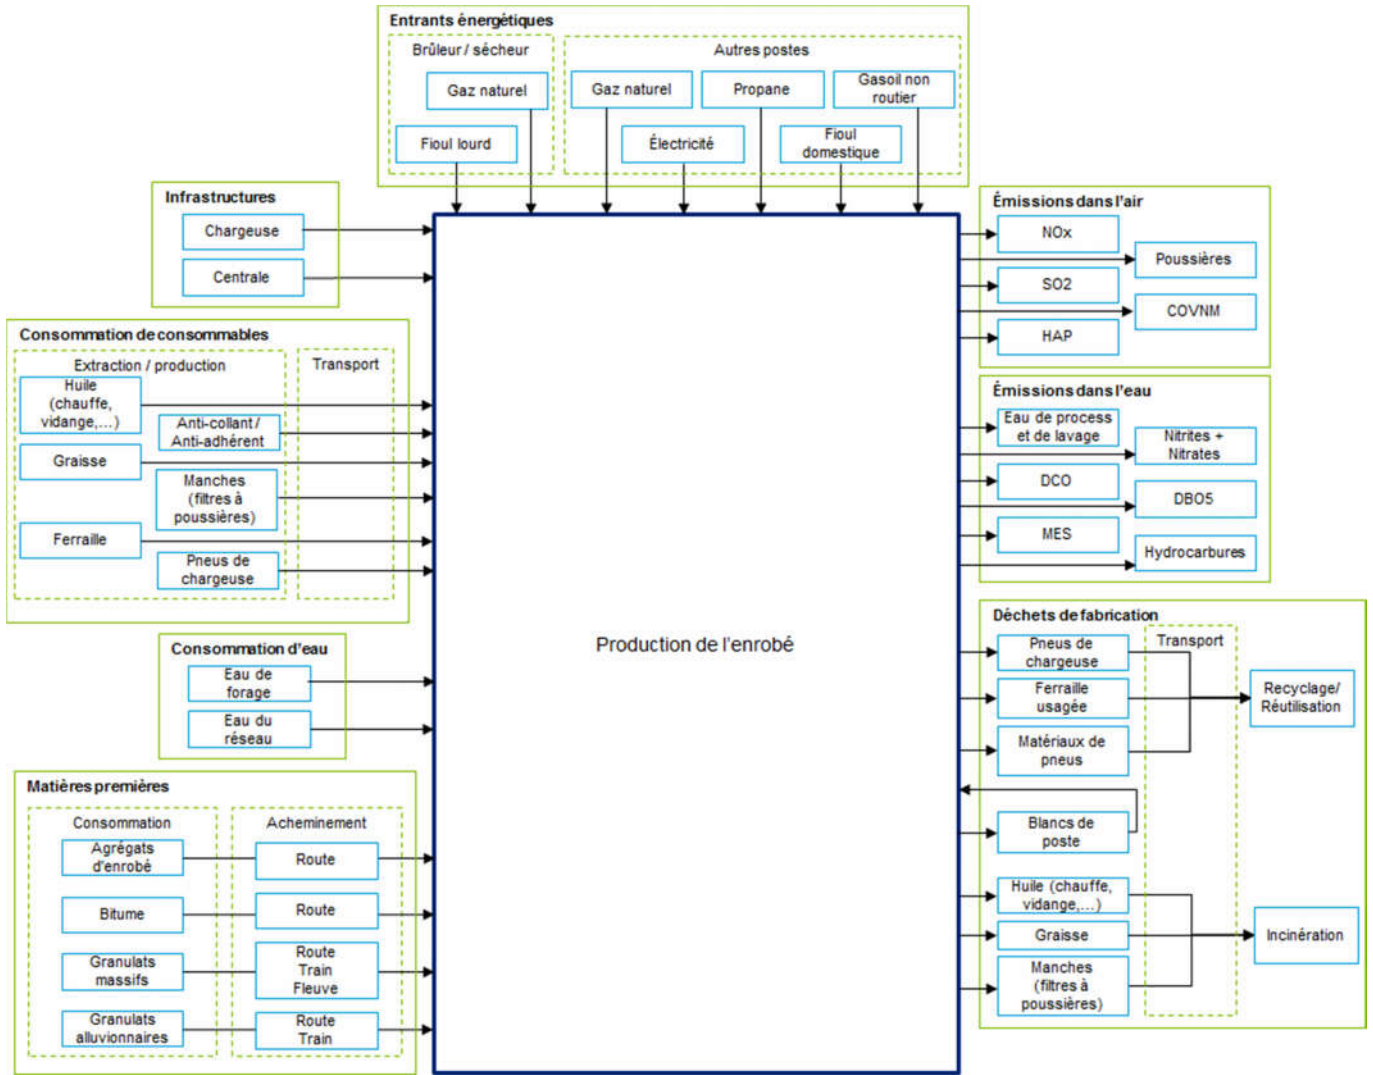 Entrants énergétiques
Brûleur / sécheur
Autres postes
Gaz naturel
Gaz naturel
Propane
Gasoil non
routier
Fioul lourd
Électricité
Fioul
domestique
Infrastructures
Chargeuse
Centrale
Consommation de consommables
Extraction / production
Transport
Huile
(chauffe,
vidange,…)
Anti-collant /
Anti-adhérent
Graisse
Manches
(filtres à
poussières)
Ferraille
Pneus de
chargeuse
Consommation d'eau
Eau de
forage
Eau du
réseau
Matières premières
Consommation
Acheminement
Agrégats
d'enrobé
Route
Bitume
Route
Granulats
massifs
Route
Train
Fleuve
Granulats
alluvionnaires
Route
Train
Production de l'enrobé
Émissions dans l'air
NOx
Poussières
SO2
COVNM
HAP
Émissions dans l'eau
Eau de process
et de lavage
Nitrites +
Nitrates
DCO
DBO5
MES
Hydrocarbures
Déchets de fabrication
Transport
Pneus de
chargeuse
Ferraille
usagée
Matériaux de
pneus
Recyclage/
Réutilisation
Blancs de
poste
Huile (chauffe,
vidange,…)
Graisse
Manches
(filtres à
poussières)
Incinération